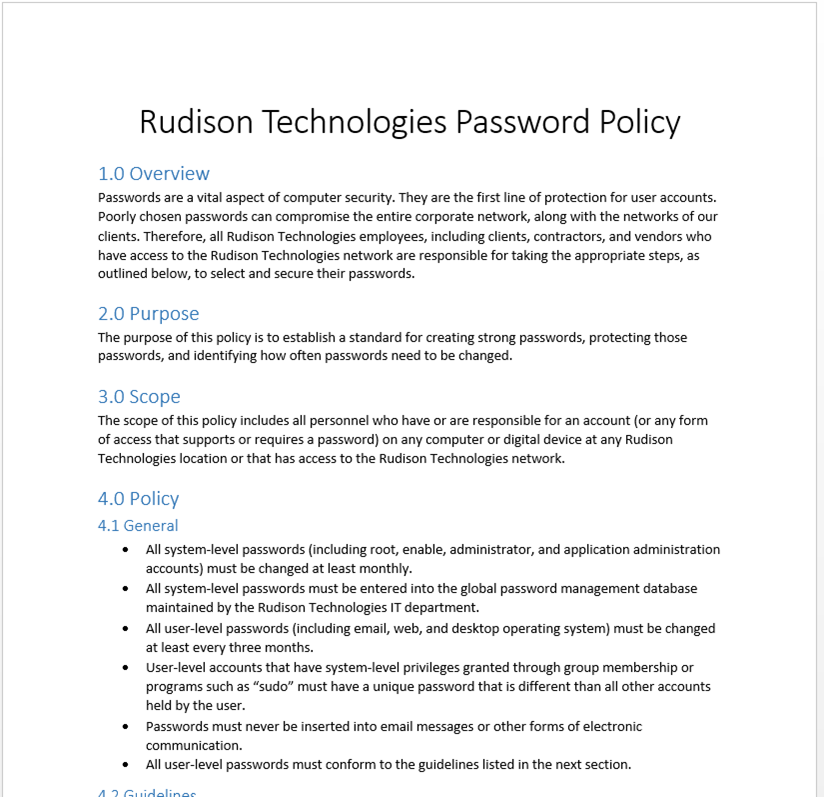 Rudison Technologies Password Policy
1.0 Overview
Passwords are a vital aspect of computer security. They are the first line of protection for user accounts.
Poorly chosen passwords can compromise the entire corporate network, along with the networks of our
clients. Therefore, all Rudison Technologies employees, including clients, contractors, and vendors who
have access to the Rudison Technologies network are responsible for taking the appropriate steps, as
outlined below, to select and secure their passwords.
2.0 Purpose
The purpose of this policy is to establish a standard for creating strong passwords, protecting those
passwords, and identifying how often passwords need to be changed.
3.0 Scope
The scope of this policy includes all personnel who have or are responsible for an account (or any form
of access that supports or requires a password) on any computer or digital device at any Rudison
Technologies location or that has access to the Rudison Technologies network.
4.0 Policy
4.1 General
• All system-level passwords (including root, enable, administrator, and application administration
accounts) must be changed at least monthly.
• All system-level passwords must be entered into the global password management database
maintained by the Rudison Technologies IT department.
• All user-level passwords (including email, web, and desktop operating system) must be changed
at least every three months.
• User-level accounts that have system-level privileges granted through group membership or
programs such as “sudo” must have a unique password that is different than all other accounts
held by the user.
• Passwords must never be inserted into email messages or other forms of electronic
communication.
• All user-level passwords must conform to the guidelines listed in the next section.
4.2 Guidelines